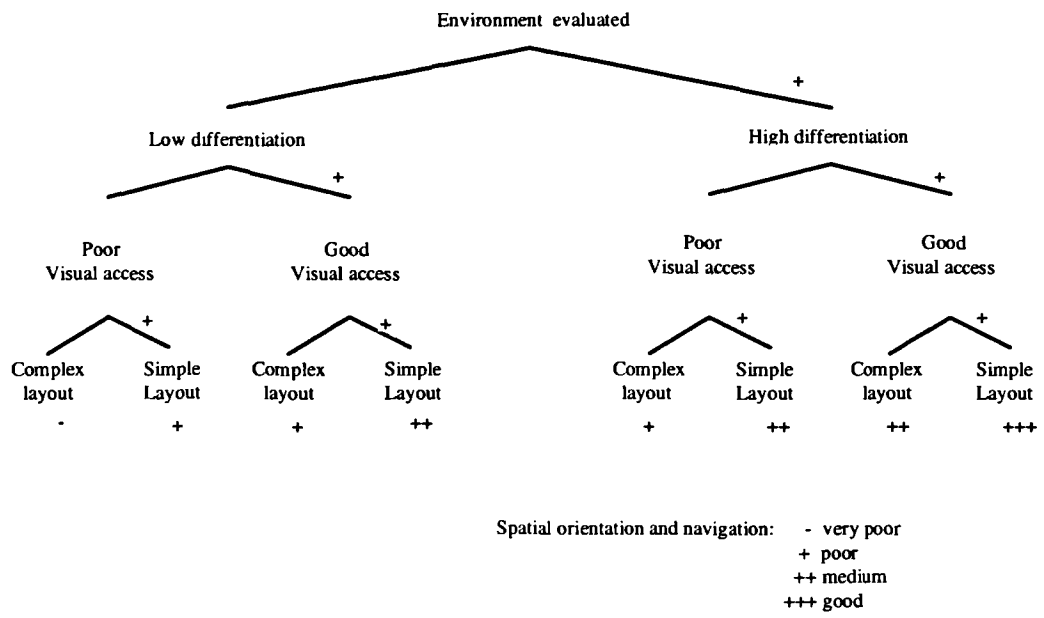 Environment evaluated
+
Low differentiation
High differentiation
+
+
Poor
Visual access
Good
Visual access
Poor
Visual access
Good
Visual access
+
+
+
+
Complex
layout
Simple
Layout
Complex
layout
Simple
Layout
Complex
layout
Simple
Layout
Complex
layout
Simple
Layout
- + + ++ + ++ ++ +++
Spatial orientation and navigation: - very poor
+ poor
++ medium
+++ good